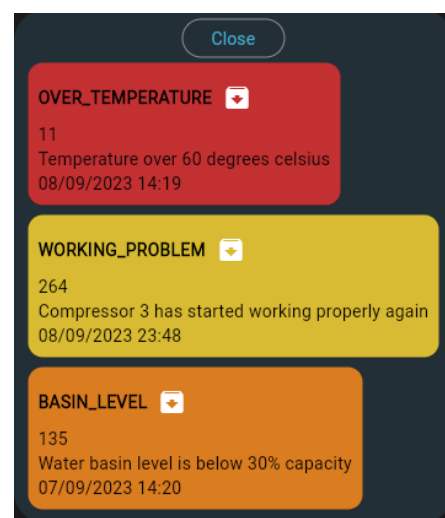 Close
OVER_TEMPERATURE
11
Temperature over 60 degrees celsius
08/09/2023 14:19
WORKING_PROBLEM
264
Compressor 3 has started working properly again
08/09/2023 23:48
BASIN_LEVEL
135
Water basin level is below 30% capacity
07/09/2023 14:20